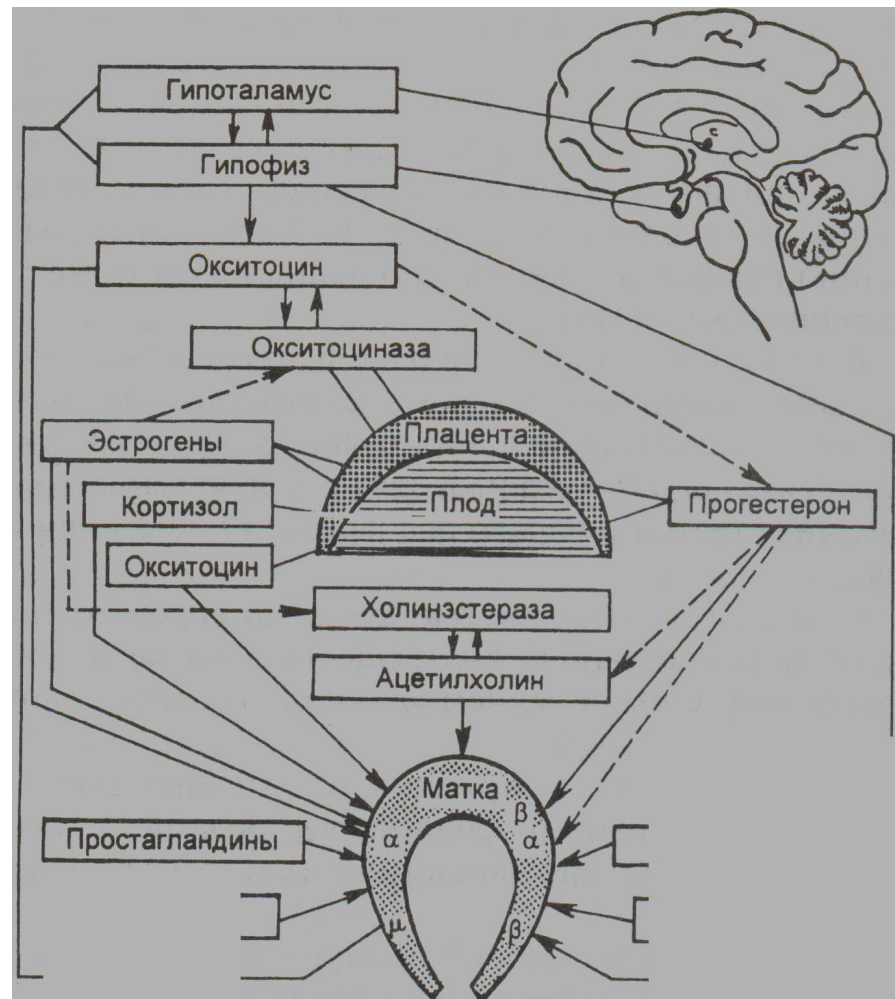 Гипоталамус
Гипофиз
Окситоцин
Окситоциназа
Эстрогены
Плацента
Кортизол
Плод
Прогестерон
Окситоцин
Холинэстераза
Ацетилхолин
Матка
β
Простагландины
α
α
μ
β